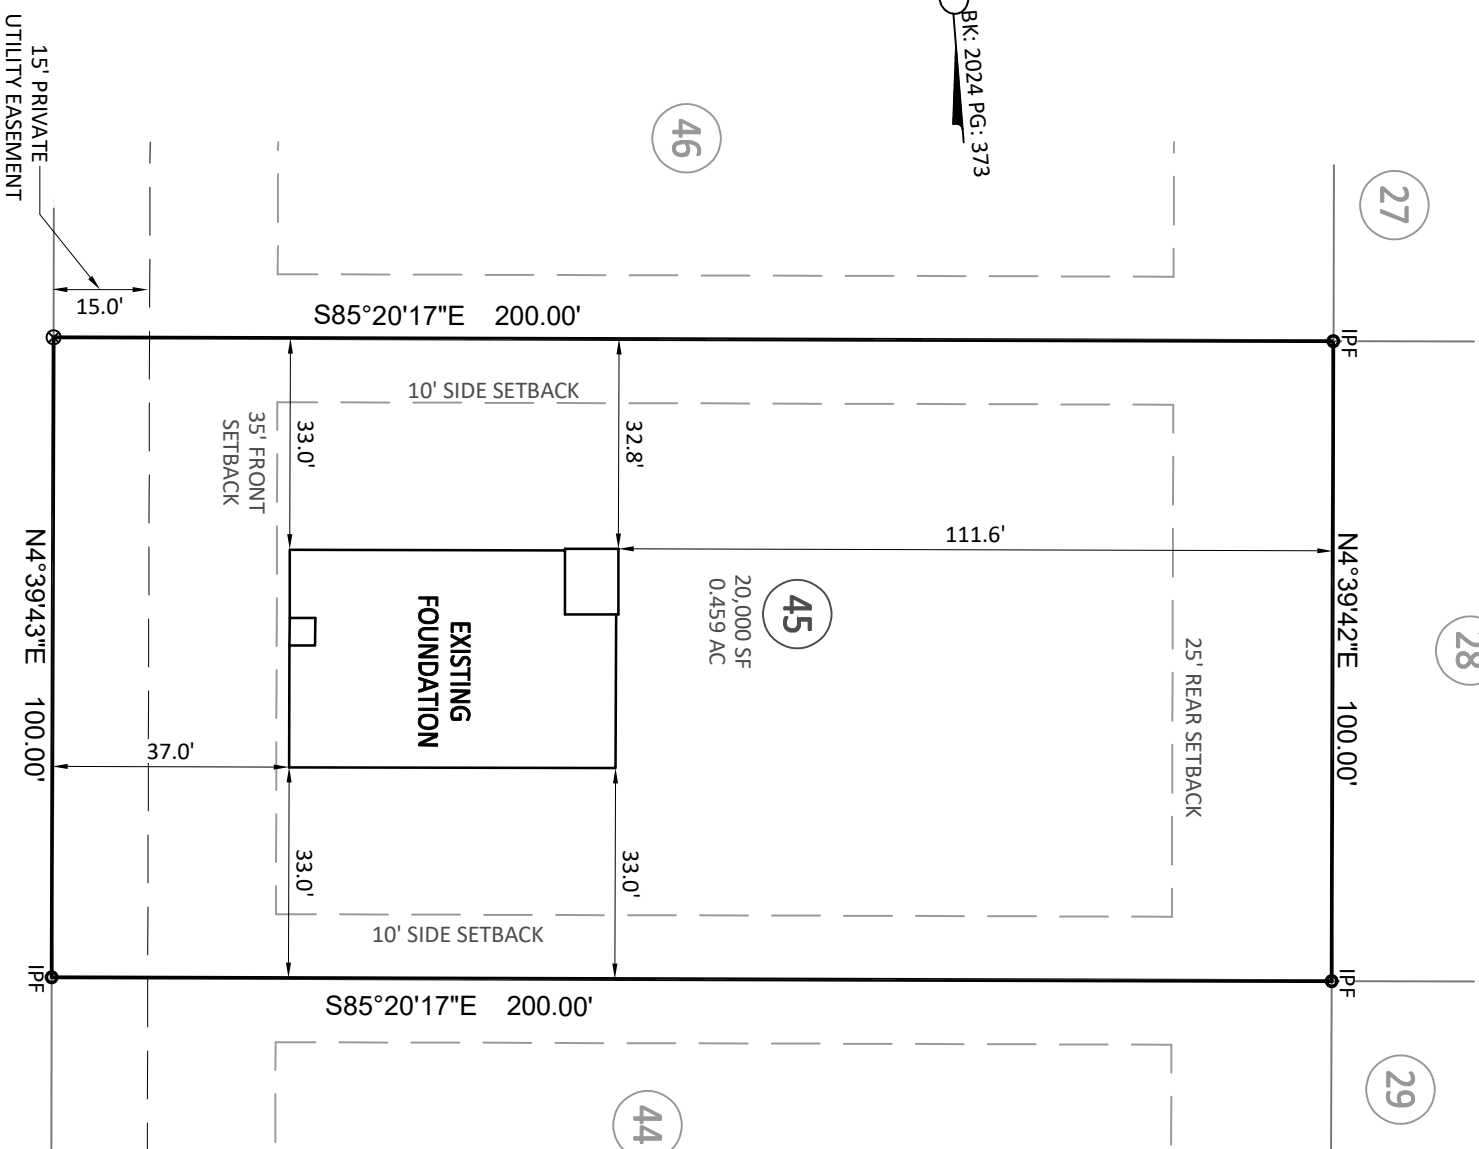 BK: 2024 PG: 373
46
27
15' PRIVATE
UTILITY EASEMENT
15.0'
S85°20'17"E 200.00'
IPF
10' SIDE SETBACK
35' FRONT
SETBACK
33.0'
32.8'
111.6'
N4°39'43"E 100.00'
N4°39'42"E 100.00'
28
45
20,000 SF
0.459 AC
EXISTING
FOUNDATION
25' REAR SETBACK
37.0'
33.0'
33.0'
10' SIDE SETBACK
IPF
IPF
S85°20'17"E 200.00'
44
29